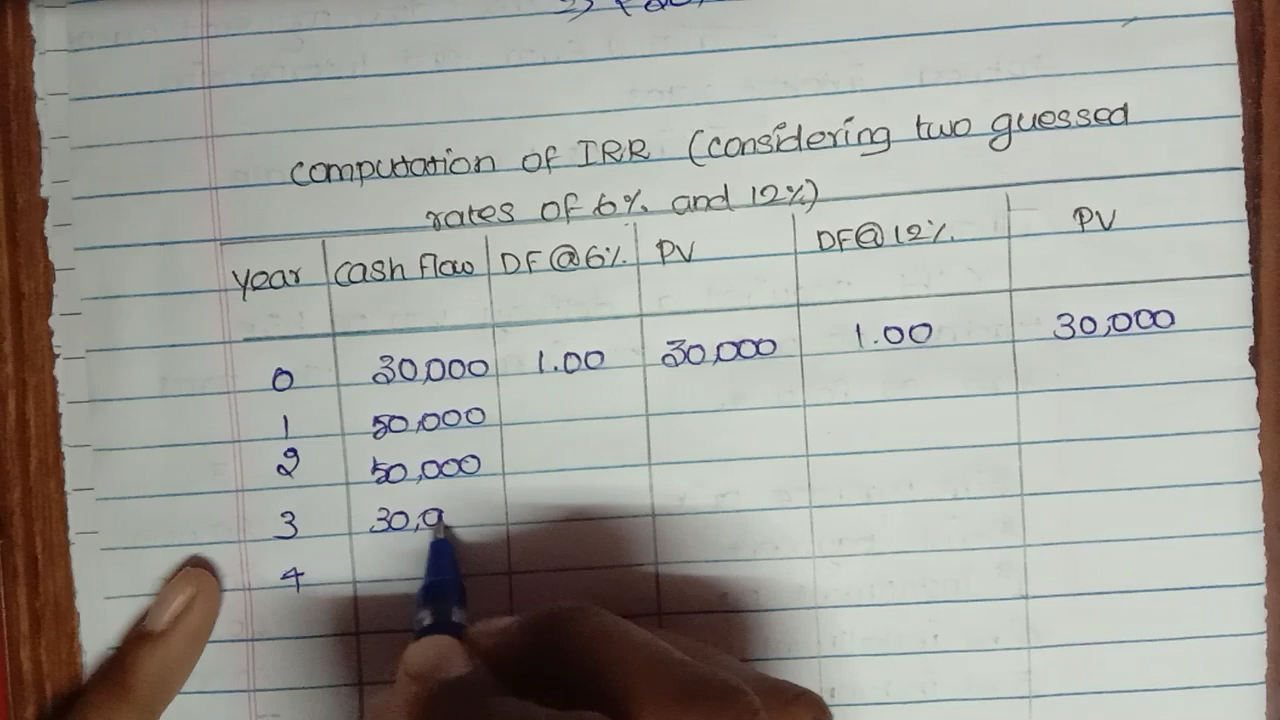 computation of IRR (considering two guessed
rates of 6% and 12%)
year cash flow DF@6% PV DF@12% PV
0 30,000 1.00 30,000 1.00 30,000
1 50,000
2 50,000
3 30,0
4